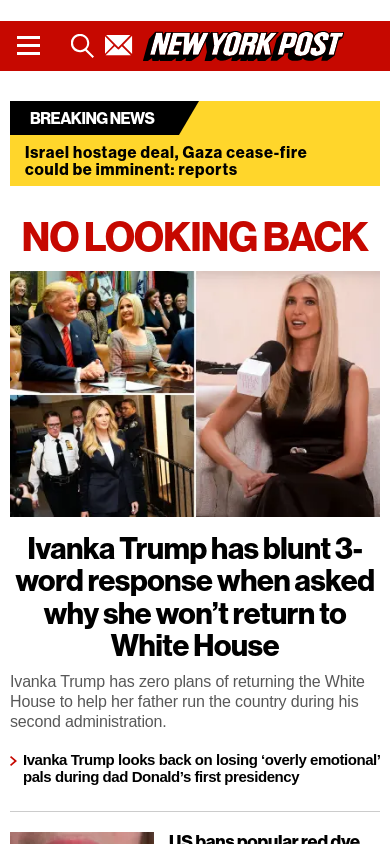 NEW YORK POST
BREAKING NEWS
Israel hostage deal, Gaza cease-fire
could be imminent: reports
NO LOOKING BACK
Ivanka Trump has blunt 3-
word response when asked
why she won’t return to
White House
Ivanka Trump has zero plans of returning the White
House to help her father run the country during his
second administration.
Ivanka Trump looks back on losing ‘overly emotional’
pals during dad Donald’s first presidency
US bans popular red dye